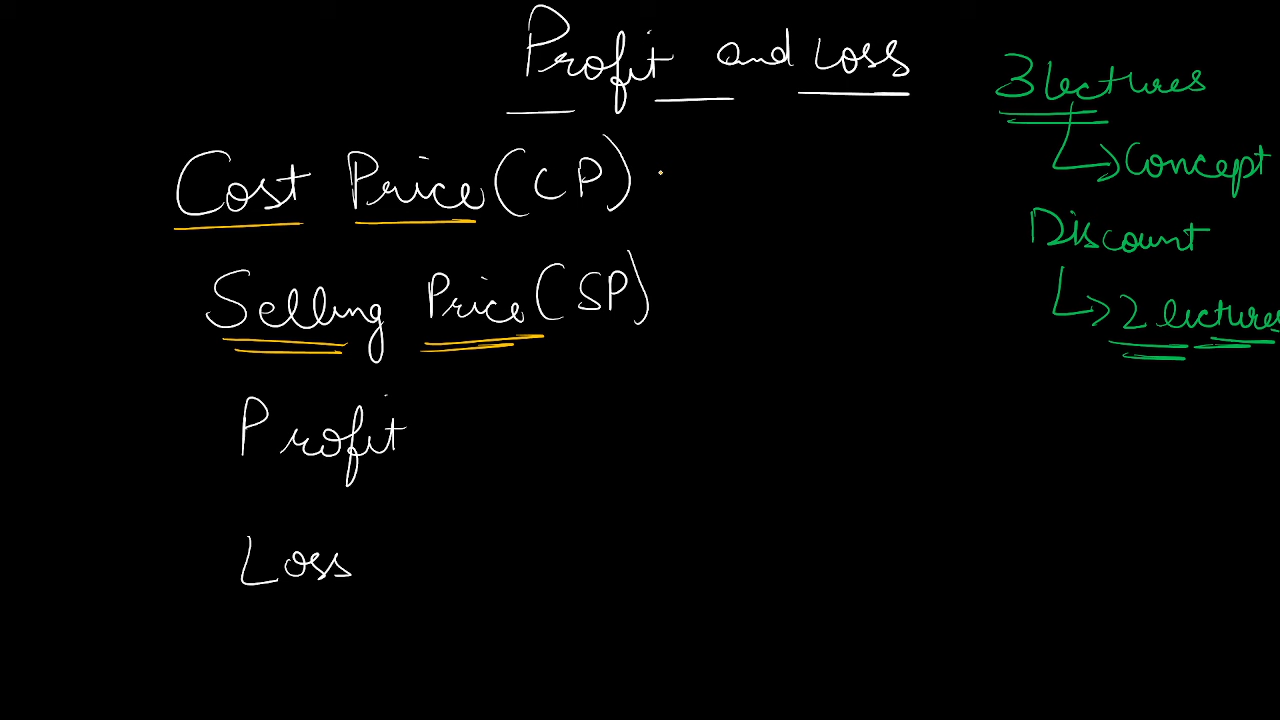 Profit and Loss
3 lectures
Concept
Cost Price (CP)
Discount
Selling Price (SP)
2 lectures
Profit
Loss